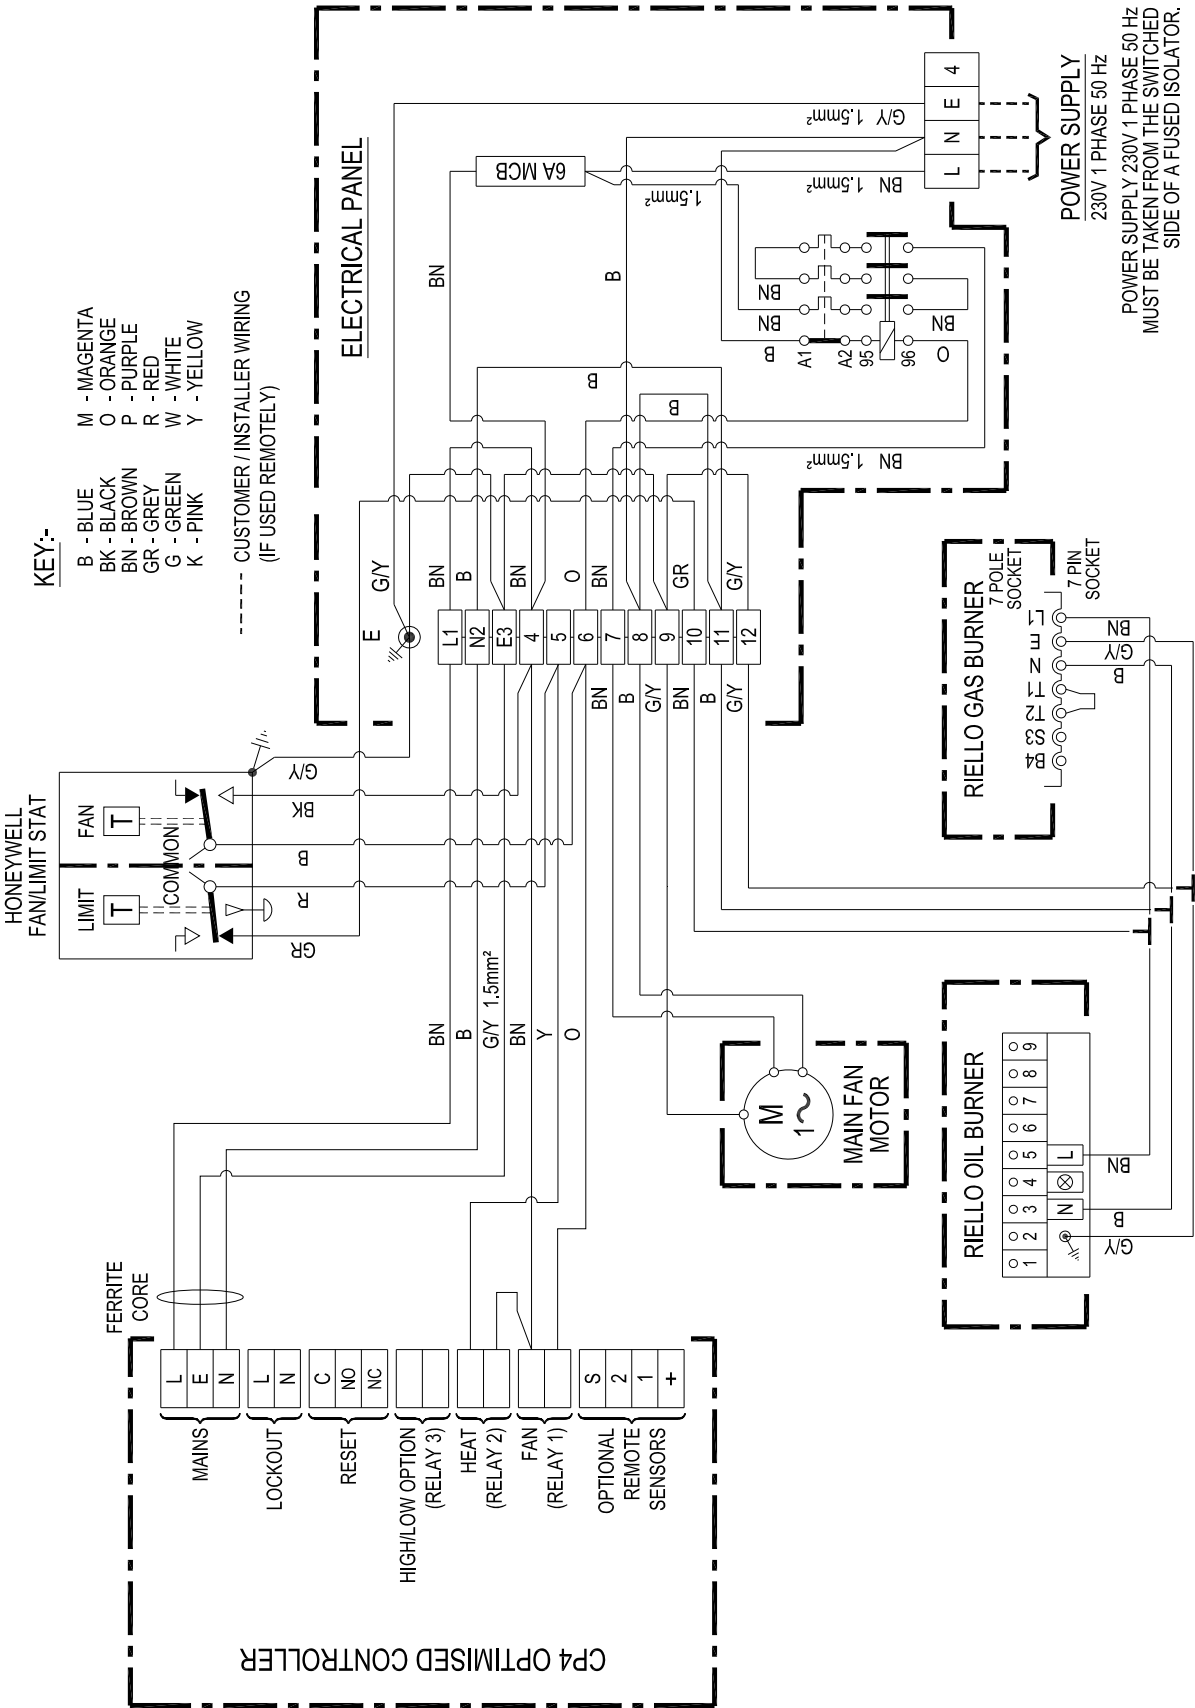 KEY:-
B - BLUE
BK - BLACK
BN - BROWN
GR - GREY
G - GREEN
K - PINK
M - MAGENTA
O - ORANGE
P - PURPLE
R - RED
W - WHITE
Y - YELLOW
CUSTOMER / INSTALLER WIRING
(IF USED REMOTELY)
HONEYWELL
FAN/LIMIT STAT
LIMIT
FAN
T
T
COMMON
GR
R
B
BK
G/Y
ELECTRICAL PANEL
6A MCB
BN
B
1.5mm²
BN 1.5mm²
G/Y 1.5mm²
L
N
E
4
POWER SUPPLY
230V 1 PHASE 50 Hz
POWER SUPPLY 230V 1 PHASE 50 Hz
MUST BE TAKEN FROM THE SWITCHED
SIDE OF A FUSED ISOLATOR.
BN
BN
B
A1
A2
95
96
BN
O
B
B
BN 1.5mm²
G/Y
BN
B
BN
O
BN
GR
G/Y
E
L1
N2
E3
4
5
6
7
8
9
10
11
12
BN
B
G/Y
BN
B
G/Y
BN
B
G/Y 1.5mm²
BN
Y
O
FERRITE
CORE
CP4 OPTIMISED CONTROLLER
L
E
N
MAINS
L
N
LOCKOUT
C
NO
NC
RESET
HIGH/LOW OPTION
(RELAY 3)
HEAT
(RELAY 2)
FAN
(RELAY 1)
S
2
1
+
OPTIONAL
REMOTE
SENSORS
M
1~
MAIN FAN
MOTOR
RIELLO GAS BURNER
7 POLE
SOCKET
7 PIN
SOCKET
B4
S3
T2
T1
N
E
L1
B
G/Y
BN
RIELLO OIL BURNER
1
2
3
4
5
6
7
8
9
N
L
G/Y
B
BN